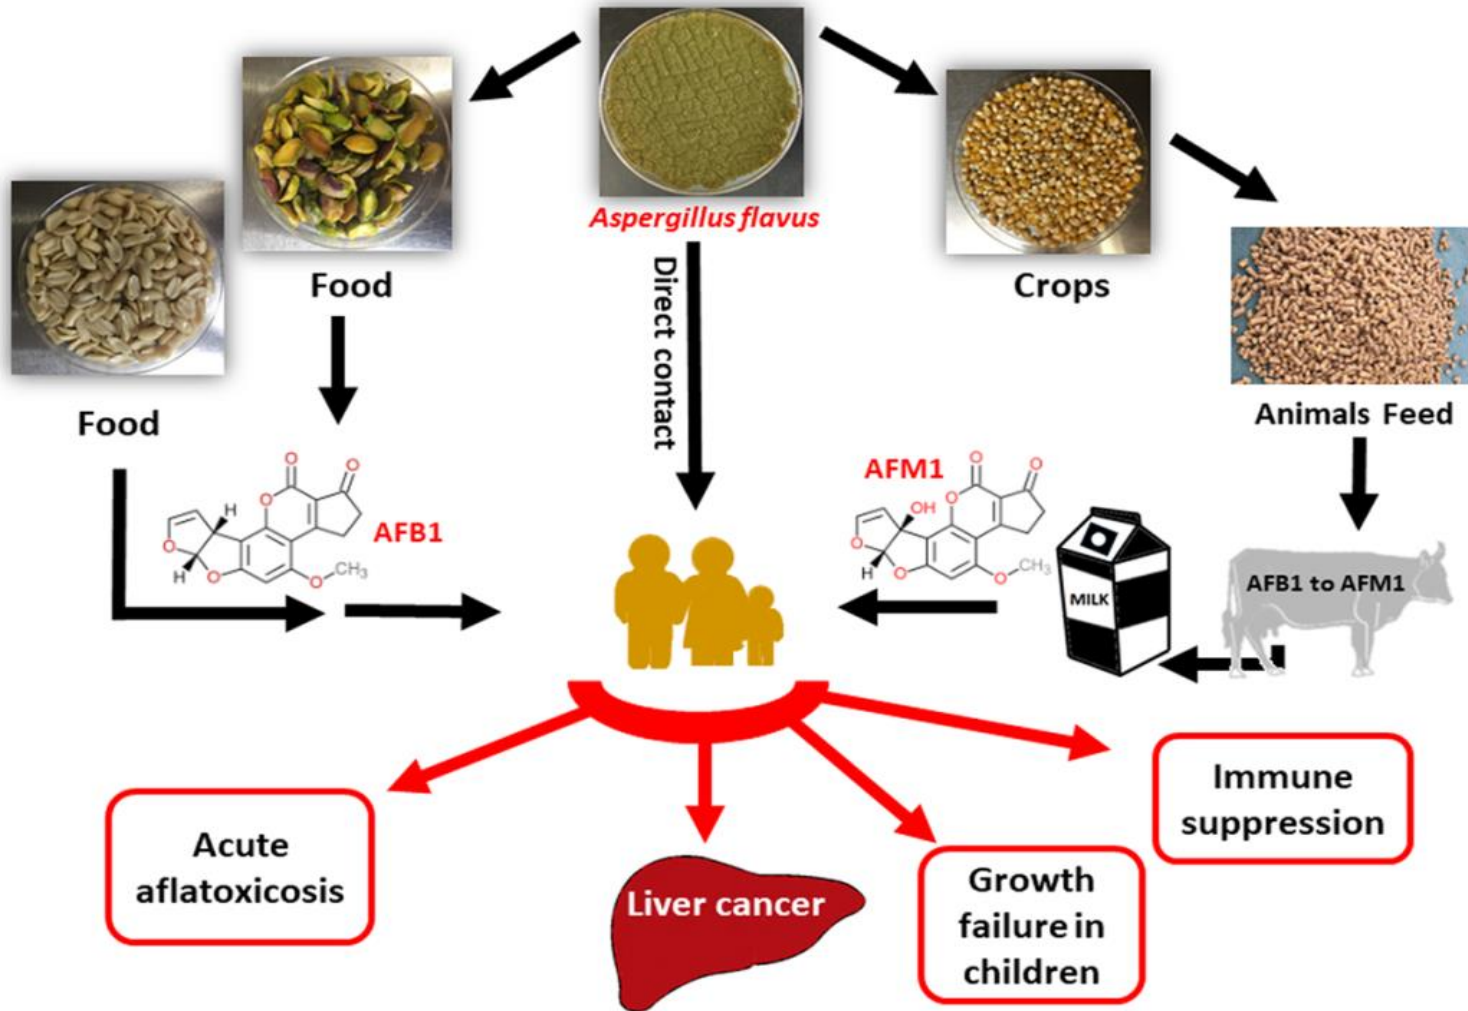 Aspergillus flavus
Food
Food
Direct contact
Crops
Animals Feed
O
O
O
H
O
H
O
O
CH3
AFB1
AFM1
O
O
OH
O
O
H
O
O
CH3
MILK
AFB1 to AFM1
Acute
aflatoxicosis
Liver cancer
Growth
failure in
children
Immune
suppression